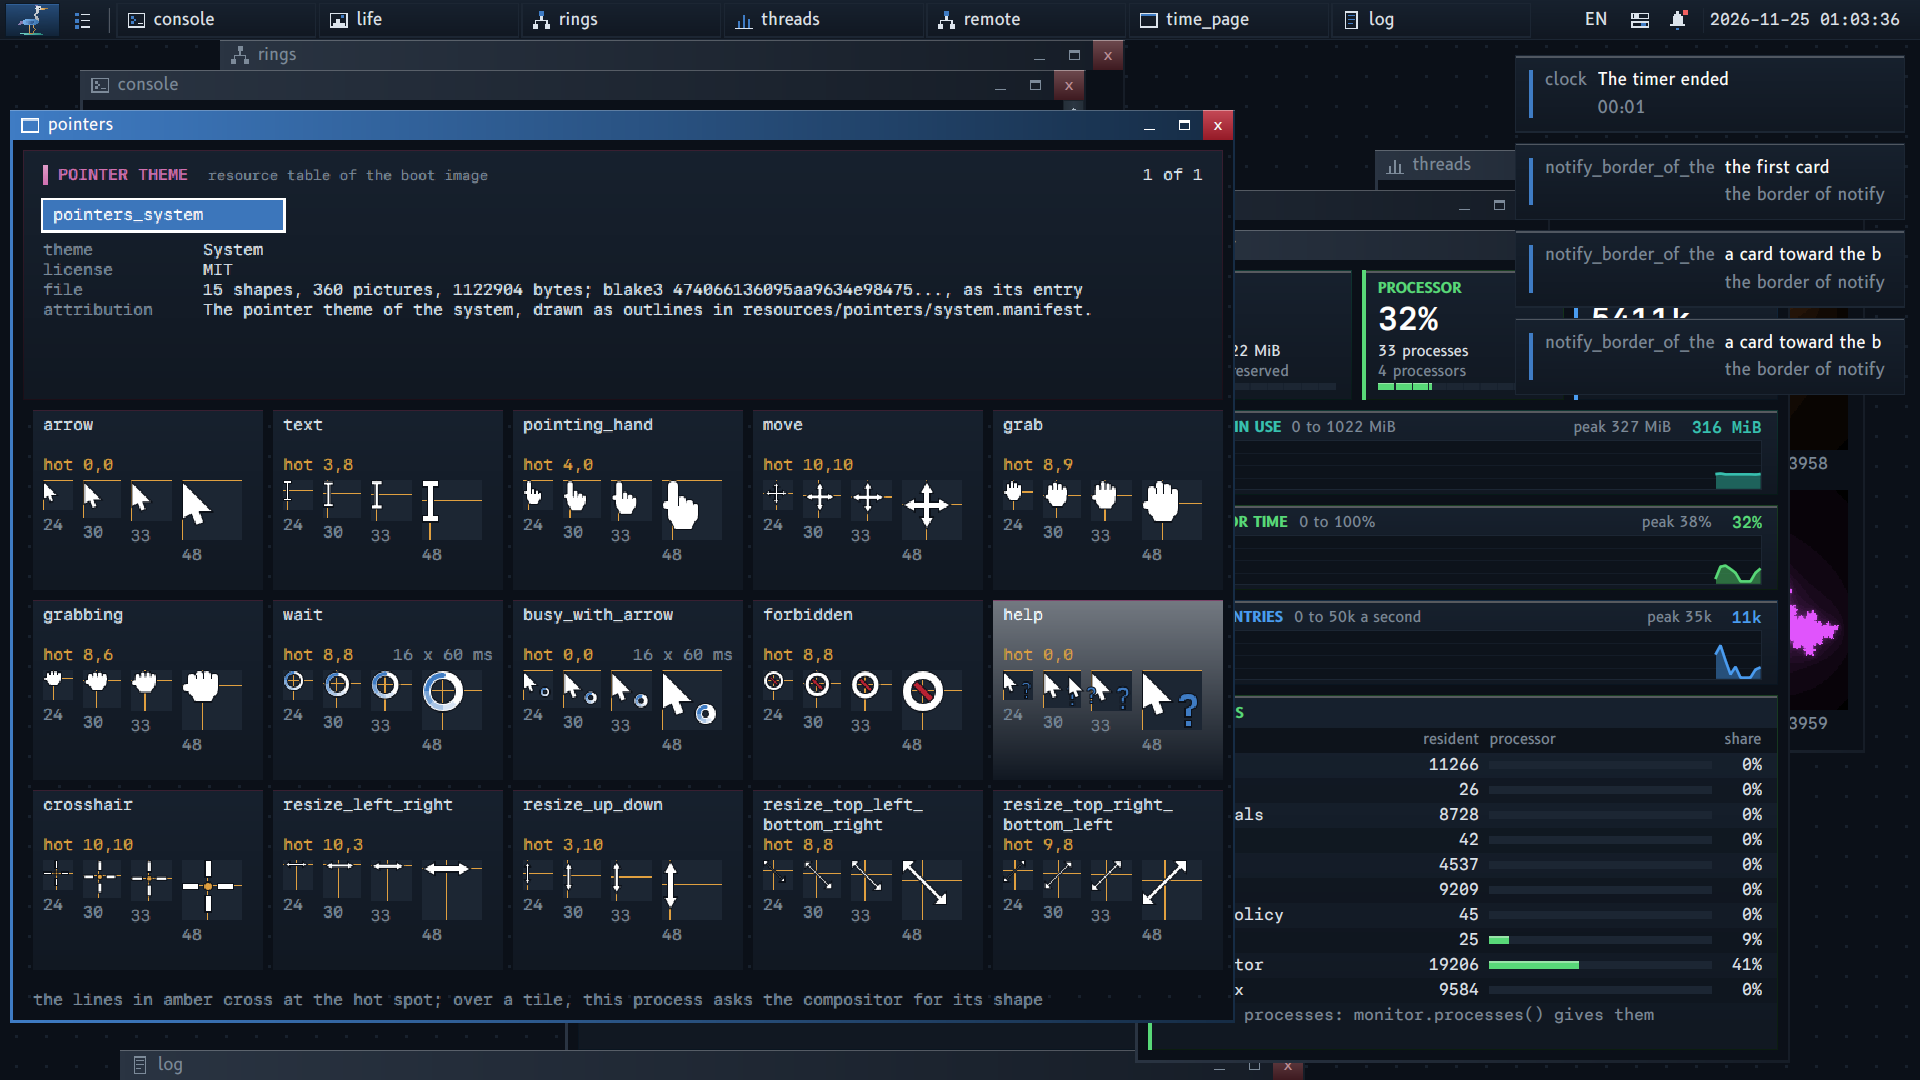 console
life
rings
threads
remote
time_page
log
EN
2026-11-25 01:03:36
rings
console
pointers
POINTER THEME resource table of the boot image
1 of 1
pointers_system
theme System
license MIT
file 15 shapes, 360 pictures, 1122904 bytes; blake3 474066136095aa9634e98475..., as its entry
attribution The pointer theme of the system, drawn as outlines in resources/pointers/system.manifest.
arrow
hot 0,0
24 30 33 48
text
hot 3,8
24 30 33 48
pointing_hand
hot 4,0
24 30 33 48
move
hot 10,10
24 30 33 48
grab
hot 8,9
24 30 33 48
grabbing
hot 8,6
24 30 33 48
wait
hot 8,8 16 x 60 ms
24 30 33 48
busy_with_arrow
hot 0,0 16 x 60 ms
24 30 33 48
forbidden
hot 8,8
24 30 33 48
help
hot 0,0
24 30 33 48
crosshair
hot 10,10
24 30 33 48
resize_left_right
hot 10,3
24 30 33 48
resize_up_down
hot 3,10
24 30 33 48
resize_top_left_
bottom_right
hot 8,8
24 30 33 48
resize_top_right_
bottom_left
hot 9,8
24 30 33 48
the lines in amber cross at the hot spot; over a tile, this process asks the compositor for its shape
log
threads
clock The timer ended
00:01
notify_border_of_the the first card
the border of notify
notify_border_of_the a card toward the b
the border of notify
notify_border_of_the a card toward the b
the border of notify
22 MiB
eserved
PROCESSOR
32%
33 processes
4 processors
IN USE 0 to 1022 MiB peak 327 MiB 316 MiB
OR TIME 0 to 100% peak 38% 32%
NTRIES 0 to 50k a second peak 35k 11k
S
resident processor share
11266 0%
26 0%
als 8728 0%
42 0%
4537 0%
9209 0%
olicy 45 0%
25 9%
tor 19206 41%
x 9584 0%
processes: monitor.processes() gives them
3958
3959